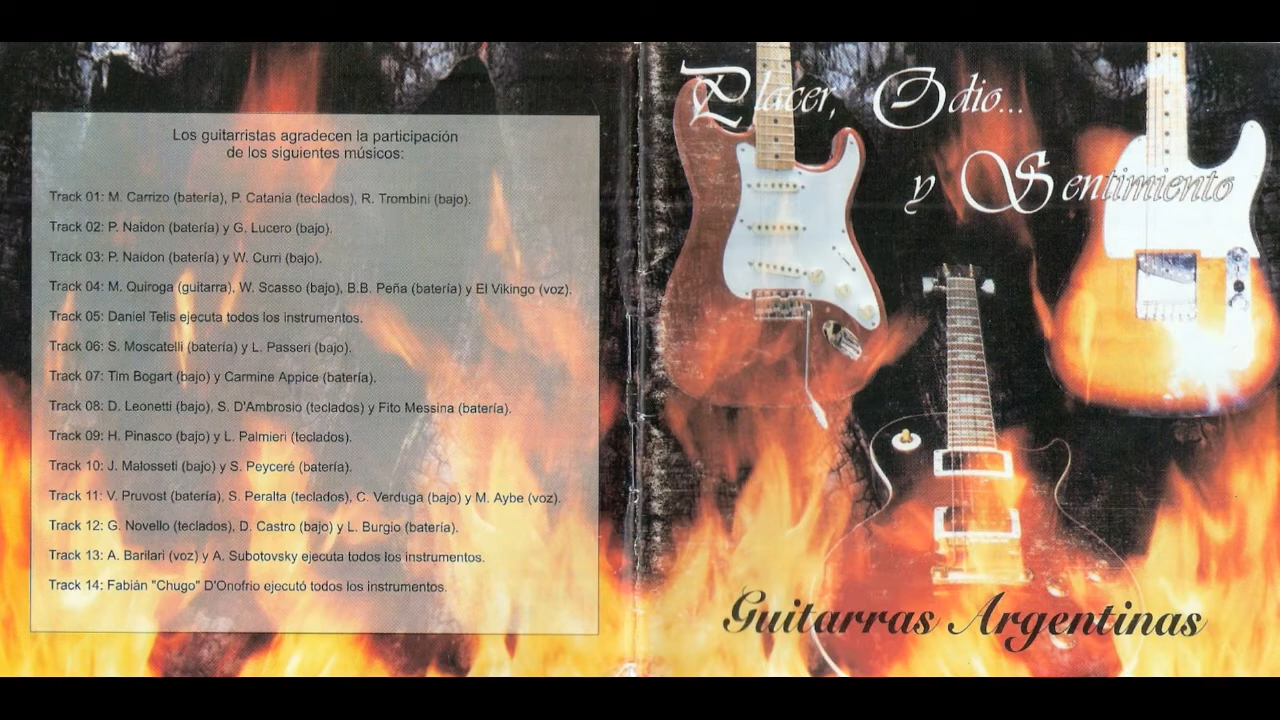 Los guitarristas agradecen la participación
de los siguientes músicos:
Track 01: M. Carrizo (batería), P. Catania (teclados), R. Trombini (bajo).
Track 02: P. Naidon (batería) y G. Lucero (bajo).
Track 03: P. Naidon (batería) y W. Curri (bajo).
Track 04: M. Quiroga (guitarra), W. Scasso (bajo), B.B. Peña (batería) y El Vikingo (voz).
Track 05: Daniel Telis ejecuta todos los instrumentos.
Track 06: S. Moscatelli (batería) y L. Passeri (bajo).
Track 07: Tim Bogart (bajo) y Carmine Appice (batería).
Track 08: D. Leonetti (bajo), S. D'Ambrosio (teclados) y Fito Messina (batería).
Track 09: H. Pinasco (bajo) y L. Palmieri (teclados).
Track 10: J. Malosseti (bajo) y S. Peyceré (batería).
Track 11: V. Pruvost (batería), S. Peralta (teclados), C. Verduga (bajo) y M. Aybe (voz).
Track 12: G. Novello (teclados), D. Castro (bajo) y L. Burgio (batería).
Track 13: A. Barilari (voz) y A. Subotovsky ejecuta todos los instrumentos.
Track 14: Fabián "Chugo" D'Onofrio ejecutó todos los instrumentos.
Placer, Odio...
y Sentimiento
Guitarras Argentinas